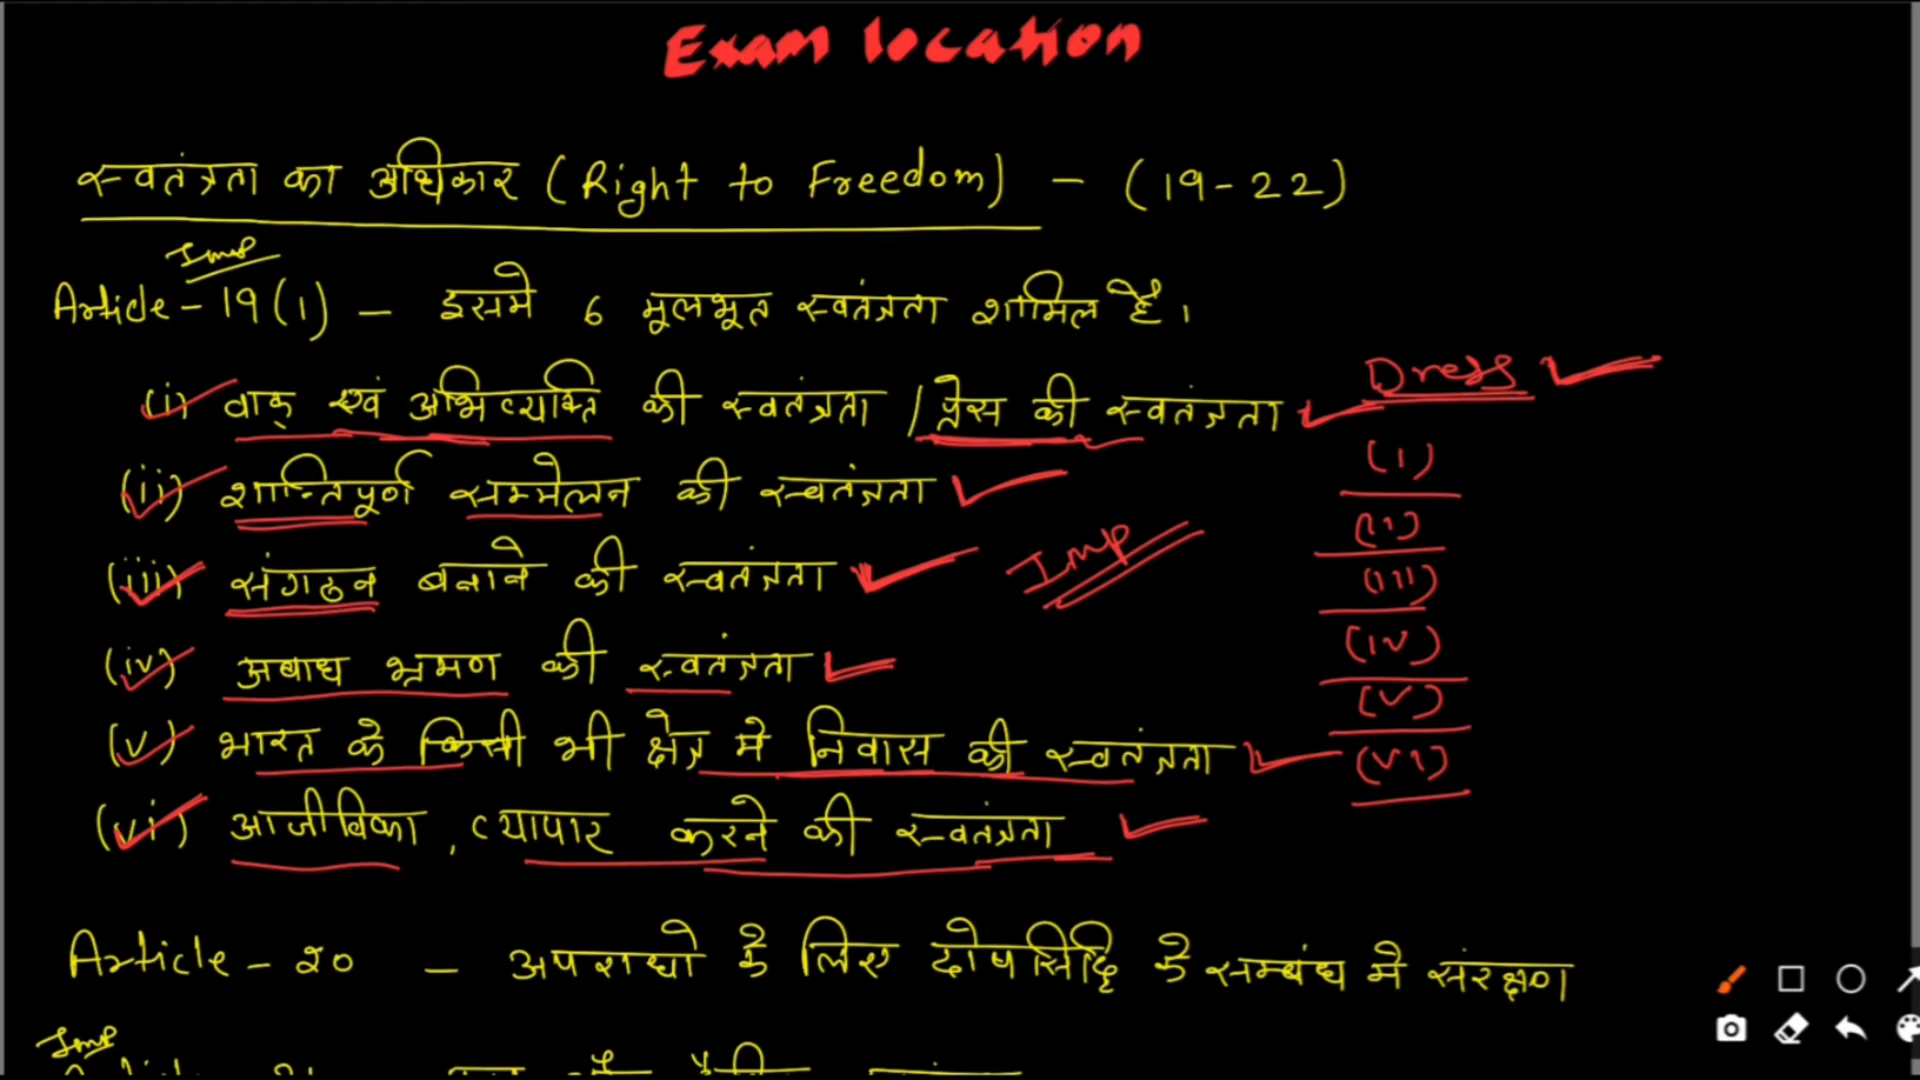 Exam location
स्वतंत्रता का अधिकार (Right to Freedom) - (19-22)
Imp
Article - 19(1) - इसमे 6 मूलभूत स्वतंत्रता शामिल है।
(i) वाक् एवं अभिव्यक्ति की स्वतंत्रता / प्रेस की स्वतंत्रता
Dress
(ii) शान्तिपूर्ण सम्मेलन की स्वतंत्रता
(iii) संगठन बनाने की स्वतंत्रता
Imp
(iv) अबाध भ्रमण की स्वतंत्रता
(v) भारत के किसी भी क्षेत्र मे निवास की स्वतंत्रता
(vi) आजीविका, व्यापार करने की स्वतंत्रता
(i)
(ii)
(iii)
(iv)
(v)
(vi)
Article - 20 - अपराधो के लिए दोषसिद्दि के सम्बंध मे संरक्षण
Imp